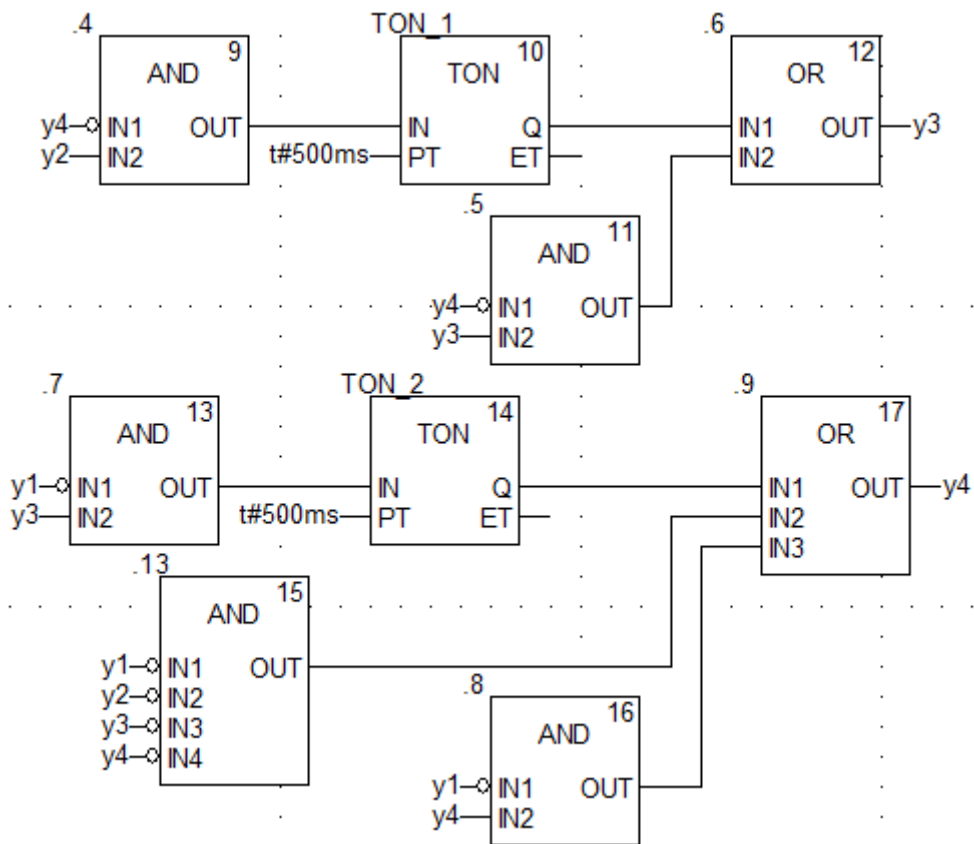 .4
TON_1
.6
9
10
12
AND
TON
OR
y4 IN1 OUT
IN Q
IN1 OUT y3
y2 IN2
t#500ms PT ET
IN2
.5
11
AND
y4 IN1 OUT
y3 IN2
.7
TON_2
.9
13
14
17
AND
TON
OR
y1 IN1 OUT
IN Q
IN1 OUT y4
y3 IN2
t#500ms PT ET
IN2
IN3
.13
15
AND
y1 IN1 OUT
y2 IN2
y3 IN3
y4 IN4
.8
16
AND
y1 IN1 OUT
y4 IN2